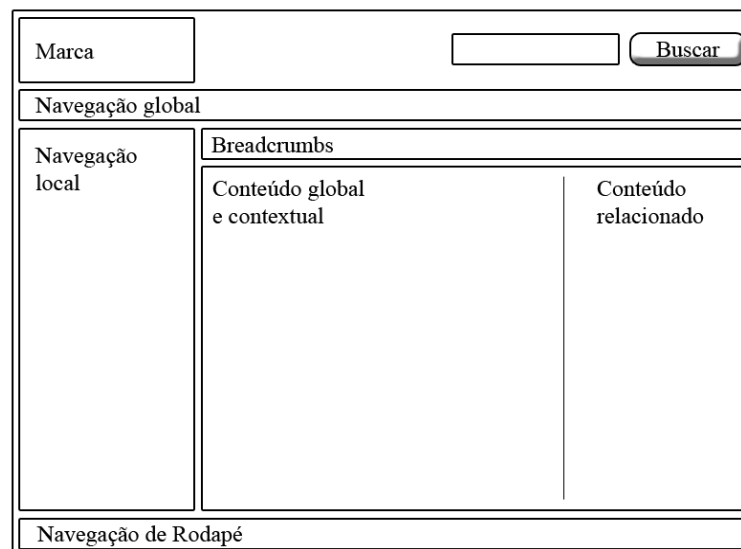 Marca
Buscar
Navegação global
Navegação
local
Breadcrumbs
Conteúdo global
e contextual
Conteúdo
relacionado
Navegação de Rodapé